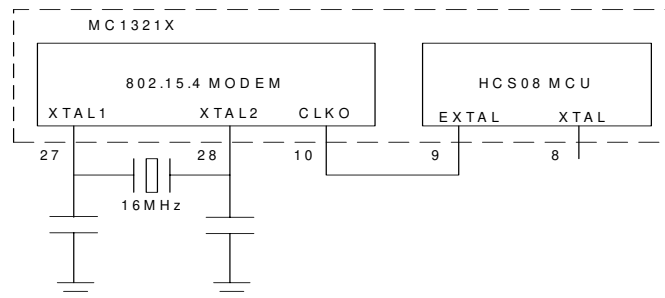 MC1321X
802.15.4 MODEM
HCS08 MCU
XTAL1 XTAL2 CLKO
EXTAL XTAL
27 28 10 9 8
16MHz